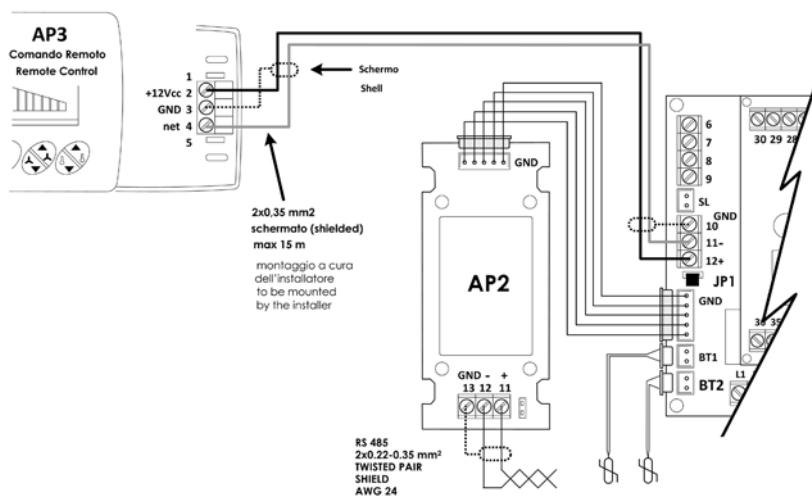 AP3
Comando Remoto
Remote Control
1
+12Vcc 2
GND 3
net 4
5
Schermo
Shell
2x0,35 mm2
schermato (shielded)
max 15 m
montaggio a cura
dell'installatore
to be mounted
by the installer
GND
AP2
GND - +
13 12 11
RS 485
2x0.22-0.35 mm²
TWISTED PAIR
SHIELD
AWG 24
6
7
8
9
SL
GND
10
11-
12+
JP1
GND
BT1
BT2
L1
30 29 28